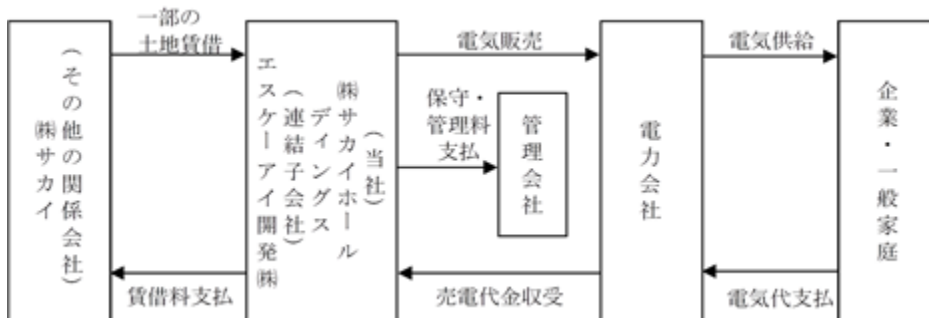 (その他の関係会社)
㈱サカイ
一部の
土地賃借
賃借料支払
(当社)
㈱サカイホール
ディングス
(連結子会社)
エスケーアイ開発㈱
電気販売
保守・
管理料
支払
管理会社
売電代金収受
電力会社
電気供給
電気代支払
企業・一般家庭